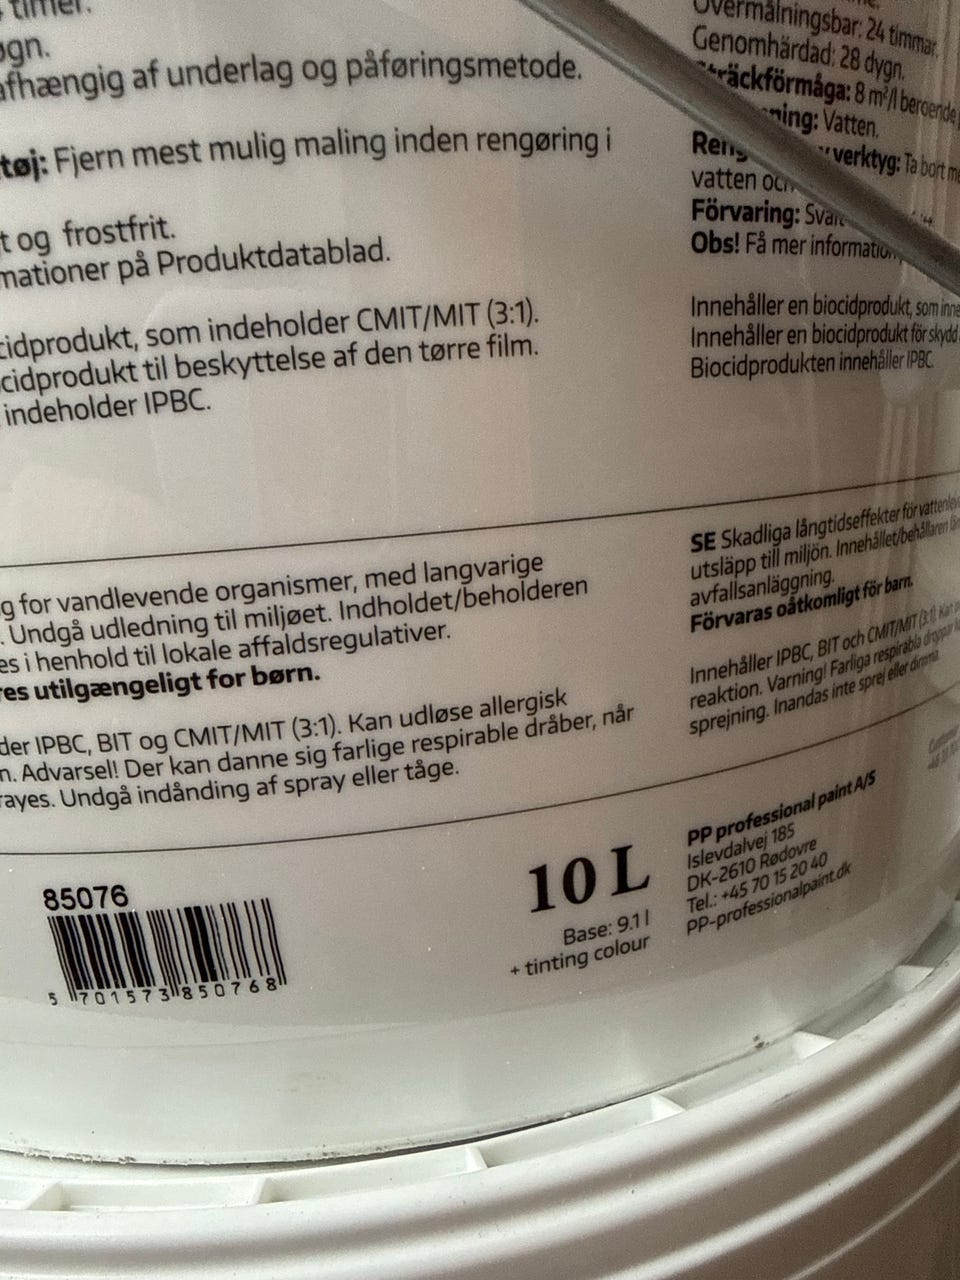 timer.
øgn.
afhængig af underlag og påføringsmetode.
tøj: Fjern mest mulig maling inden rengøring i
t og frostfrit.
mationer på Produktdatablad.
cidprodukt, som indeholder CMIT/MIT (3:1).
cidprodukt til beskyttelse af den tørre film.
indeholder IPBC.
g for vandlevende organismer, med langvarige
. Undgå udledning til miljøet. Indholdet/beholderen
es i henhold til lokale affaldsregulativer.
res utilgængeligt for børn.
der IPBC, BIT og CMIT/MIT (3:1). Kan udløse allergisk
n. Advarsel! Der kan danne sig farlige respirable dråber, når
rayes. Undgå indånding af spray eller tåge.
Övermålningsbar: 24 timmar.
Genomhärdad: 28 dygn.
Sträckförmåga: 8 m²/l beroende
ning: Vatten.
verktyg: Ta bort
vatten
Förvaring:
Obs! Få mer information
Innehåller en biocidprodukt, som
Innehåller en biocidprodukt för skydd
Biocidprodukten innehåller IPBC.
SE Skadliga långtidseffekter för
utsläpp till miljön. Innehållet/behållaren
avfallsanläggning.
Förvaras oåtkomligt för barn.
Innehåller IPBC, BIT och CMIT/MIT (3:1). Kan
reaktion. Varning! Farliga respirabla droppar
sprejning. Inandas inte sprej eller dimma.
85076
5 701573 850768
10 L
Base: 9.1 l
+ tinting colour
PP professional paint A/S
Islevdalvej 185
DK-2610 Rødovre
Tel.: +45 70 15 20 40
PP-professionalpaint.dk